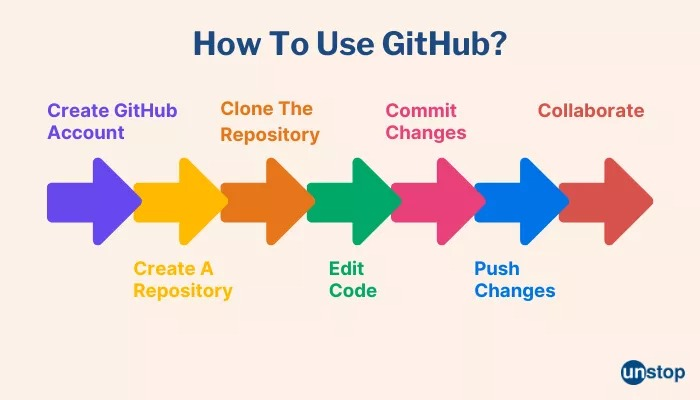 How To Use GitHub?
Create GitHub
Account
Clone The
Repository
Commit
Changes
Collaborate
Create A
Repository
Edit
Code
Push
Changes
unstop